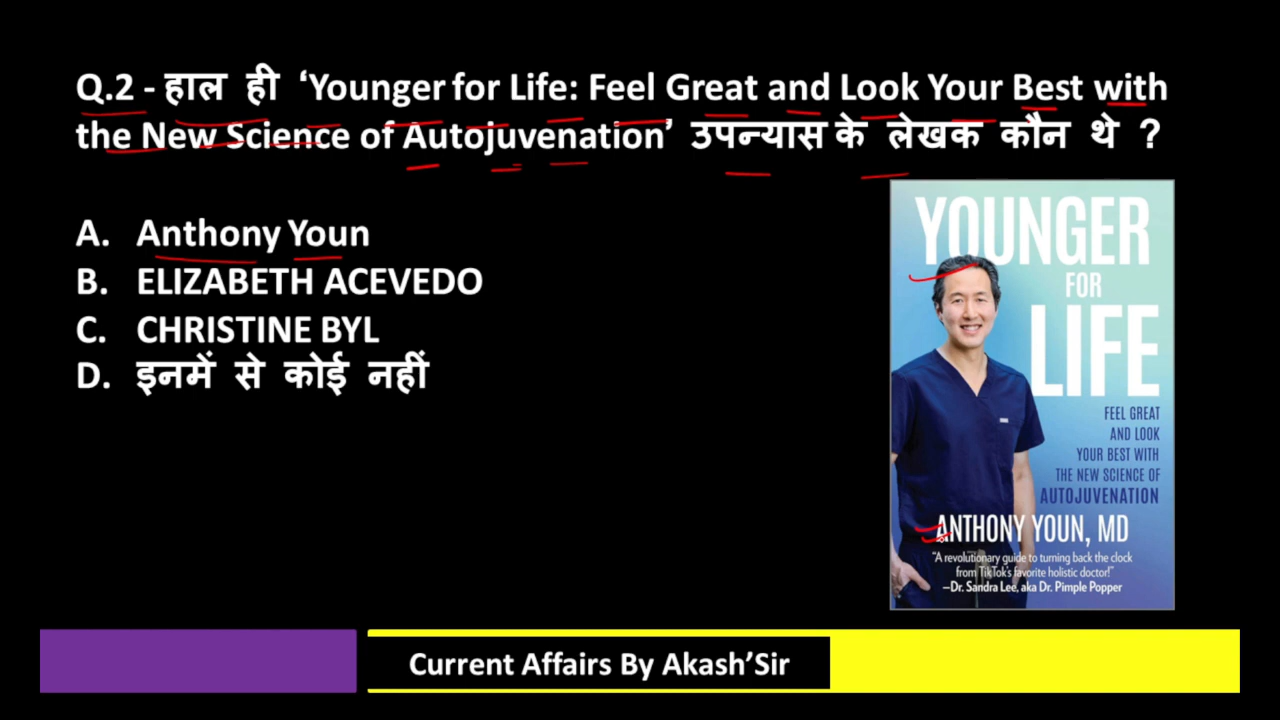 Q.2 - हाल ही ‘Younger for Life: Feel Great and Look Your Best with
the New Science of Autojuvenation’ उपन्यास के लेखक कौन थे ?
A. Anthony Youn
B. ELIZABETH ACEVEDO
C. CHRISTINE BYL
D. इनमें से कोई नहीं
YOUNGER
FOR
LIFE
FEEL GREAT
AND LOOK
YOUR BEST WITH
THE NEW SCIENCE OF
AUTOJUVENATION
ANTHONY YOUN, MD
“A revolutionary guide to turning back the clock
from TikTok's favorite holistic doctor!”
—Dr. Sandra Lee, aka Dr. Pimple Popper
Current Affairs By Akash’Sir